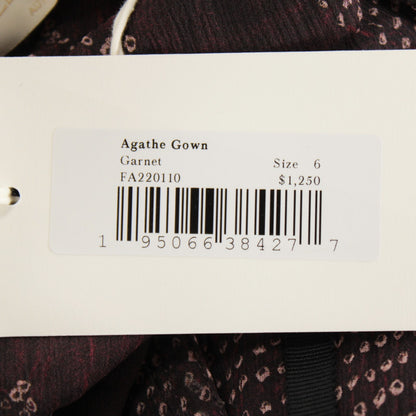 Agathe Gown
Garnet Size 6
FA220110 $1,250
1 95066 38427 7